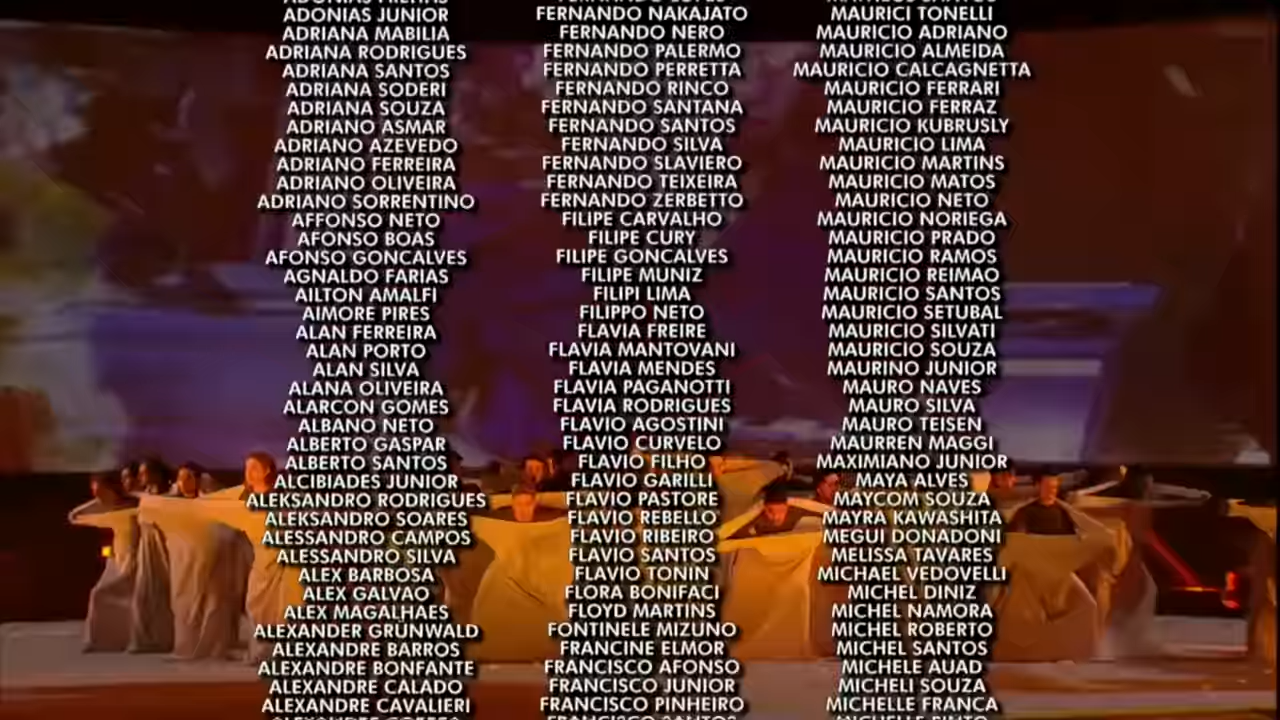 ADONIAS JUNIOR
ADRIANA MABILIA
ADRIANA RODRIGUES
ADRIANA SANTOS
ADRIANA SODERI
ADRIANA SOUZA
ADRIANO ASMAR
ADRIANO AZEVEDO
ADRIANO FERREIRA
ADRIANO OLIVEIRA
ADRIANO SORRENTINO
AFFONSO NETO
AFONSO BOAS
AFONSO GONCALVES
AGNALDO FARIAS
AILTON AMALFI
AIMORE PIRES
ALAN FERREIRA
ALAN PORTO
ALAN SILVA
ALANA OLIVEIRA
ALARCON GOMES
ALBANO NETO
ALBERTO GASPAR
ALBERTO SANTOS
ALCIBIADES JUNIOR
ALEKSANDRO RODRIGUES
ALEKSANDRO SOARES
ALESSANDRO CAMPOS
ALESSANDRO SILVA
ALEX BARBOSA
ALEX GALVAO
ALEX MAGALHAES
ALEXANDER GRÜNWALD
ALEXANDRE BARROS
ALEXANDRE BONFANTE
ALEXANDRE CALADO
ALEXANDRE CAVALIERI
FERNANDO NAKAJATO
FERNANDO NERO
FERNANDO PALERMO
FERNANDO PERRETTA
FERNANDO RINCO
FERNANDO SANTANA
FERNANDO SANTOS
FERNANDO SILVA
FERNANDO SLAVIERO
FERNANDO TEIXEIRA
FERNANDO ZERBETTO
FILIPE CARVALHO
FILIPE CURY
FILIPE GONCALVES
FILIPE MUNIZ
FILIPI LIMA
FILIPPO NETO
FLAVIA FREIRE
FLAVIA MANTOVANI
FLAVIA MENDES
FLAVIA PAGANOTTI
FLAVIA RODRIGUES
FLAVIO AGOSTINI
FLAVIO CURVELO
FLAVIO FILHO
FLAVIO GARILLI
FLAVIO PASTORE
FLAVIO REBELLO
FLAVIO RIBEIRO
FLAVIO SANTOS
FLAVIO TONIN
FLORA BONIFACI
FLOYD MARTINS
FONTINELE MIZUNO
FRANCINE ELMOR
FRANCISCO AFONSO
FRANCISCO JUNIOR
FRANCISCO PINHEIRO
MAURICI TONELLI
MAURICIO ADRIANO
MAURICIO ALMEIDA
MAURICIO CALCAGNETTA
MAURICIO FERRARI
MAURICIO FERRAZ
MAURICIO KUBRUSLY
MAURICIO LIMA
MAURICIO MARTINS
MAURICIO MATOS
MAURICIO NETO
MAURICIO NORIEGA
MAURICIO PRADO
MAURICIO RAMOS
MAURICIO REIMAO
MAURICIO SANTOS
MAURICIO SETUBAL
MAURICIO SILVATI
MAURICIO SOUZA
MAURINO JUNIOR
MAURO NAVES
MAURO SILVA
MAURO TEISEN
MAURREN MAGGI
MAXIMIANO JUNIOR
MAYA ALVES
MAYCOM SOUZA
MAYRA KAWASHITA
MEGUI DONADONI
MELISSA TAVARES
MICHAEL VEDOVELLI
MICHEL DINIZ
MICHEL NAMORA
MICHEL ROBERTO
MICHEL SANTOS
MICHELE AUAD
MICHELI SOUZA
MICHELLE FRANCA